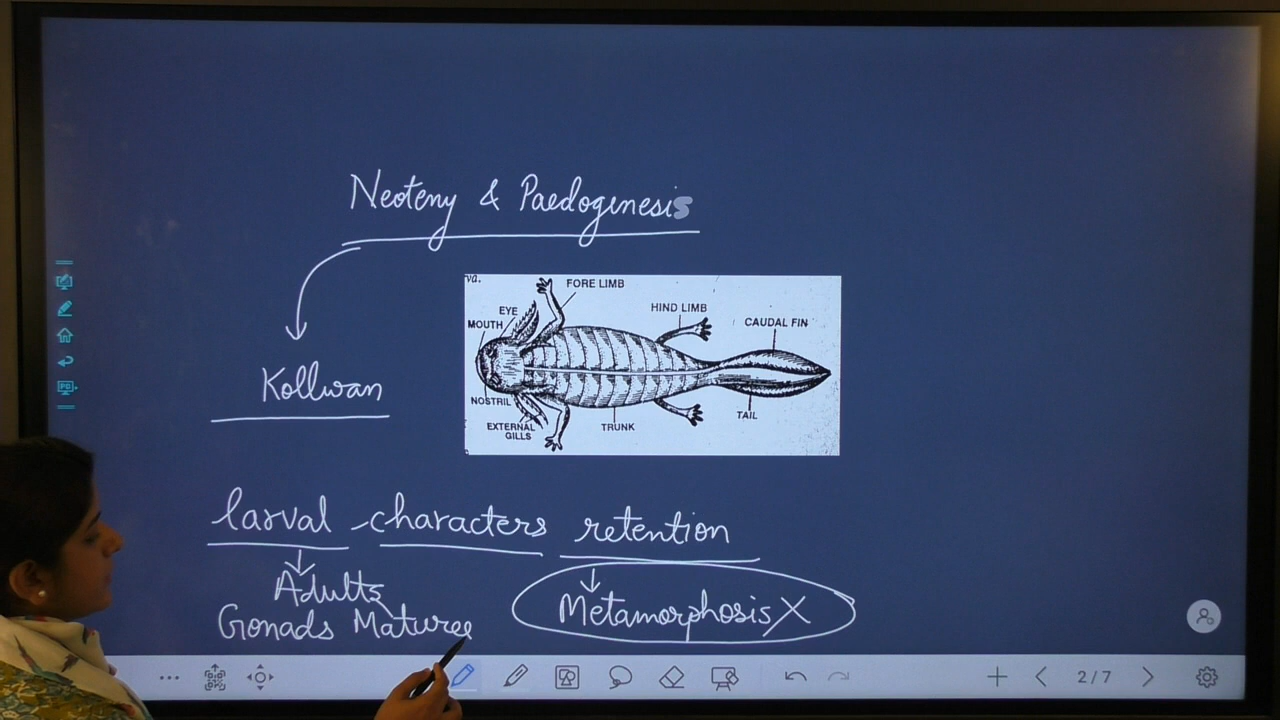 Neoteny & Paedogenesis
va.
FORE LIMB
EYE
HIND LIMB
MOUTH
CAUDAL FIN
Kollwan
NOSTRIL
TAIL
EXTERNAL
GILLS
TRUNK
larval - characters retention
Adults
Gonads Mature
Metamorphosis X
2/7